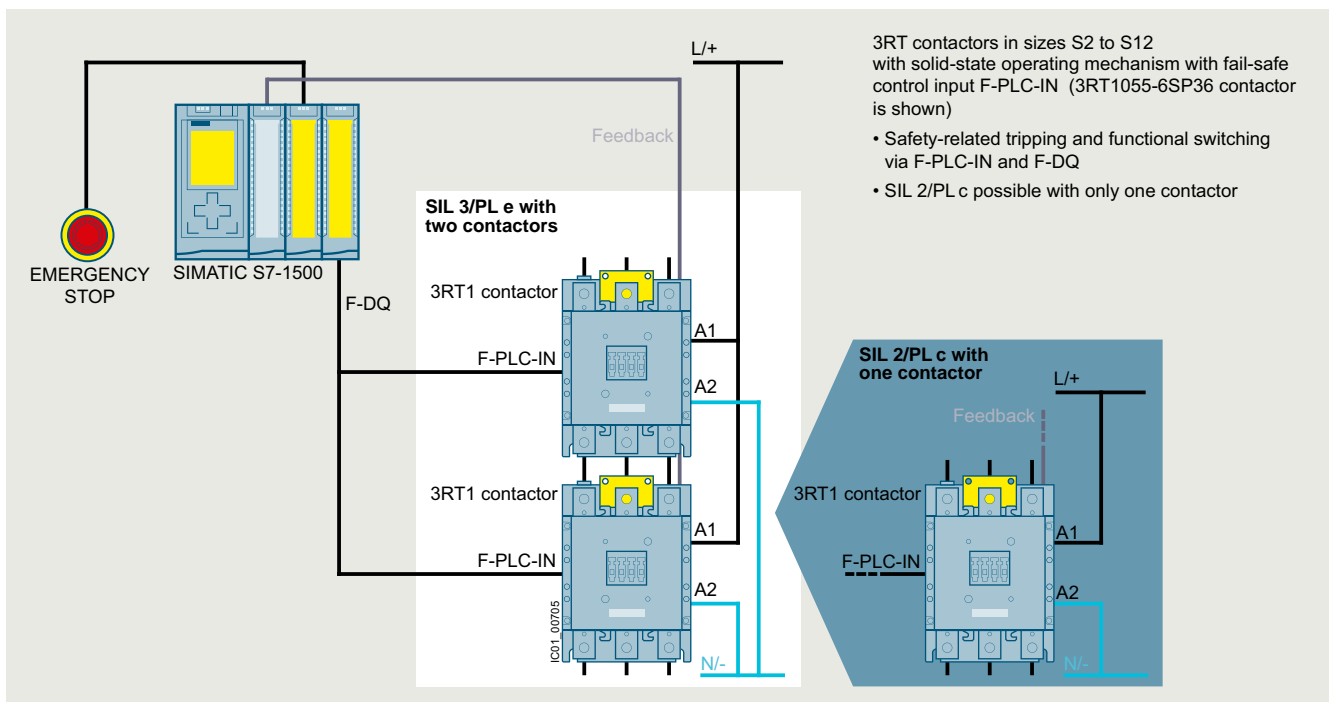 L/+
3RT contactors in sizes S2 to S12
with solid-state operating mechanism with fail-safe
control input F-PLC-IN (3RT1055-6SP36 contactor
is shown)
• Safety-related tripping and functional switching
via F-PLC-IN and F-DQ
• SIL 2/PL c possible with only one contactor
Feedback
EMERGENCY
STOP
SIMATIC S7-1500
F-DQ
SIL 3/PL e with
two contactors
3RT1 contactor
A1
F-PLC-IN
A2
3RT1 contactor
A1
F-PLC-IN
A2
IC01_00705
N/-
SIL 2/PL c with
one contactor
L/+
Feedback
3RT1 contactor
A1
F-PLC-IN
A2
N/-